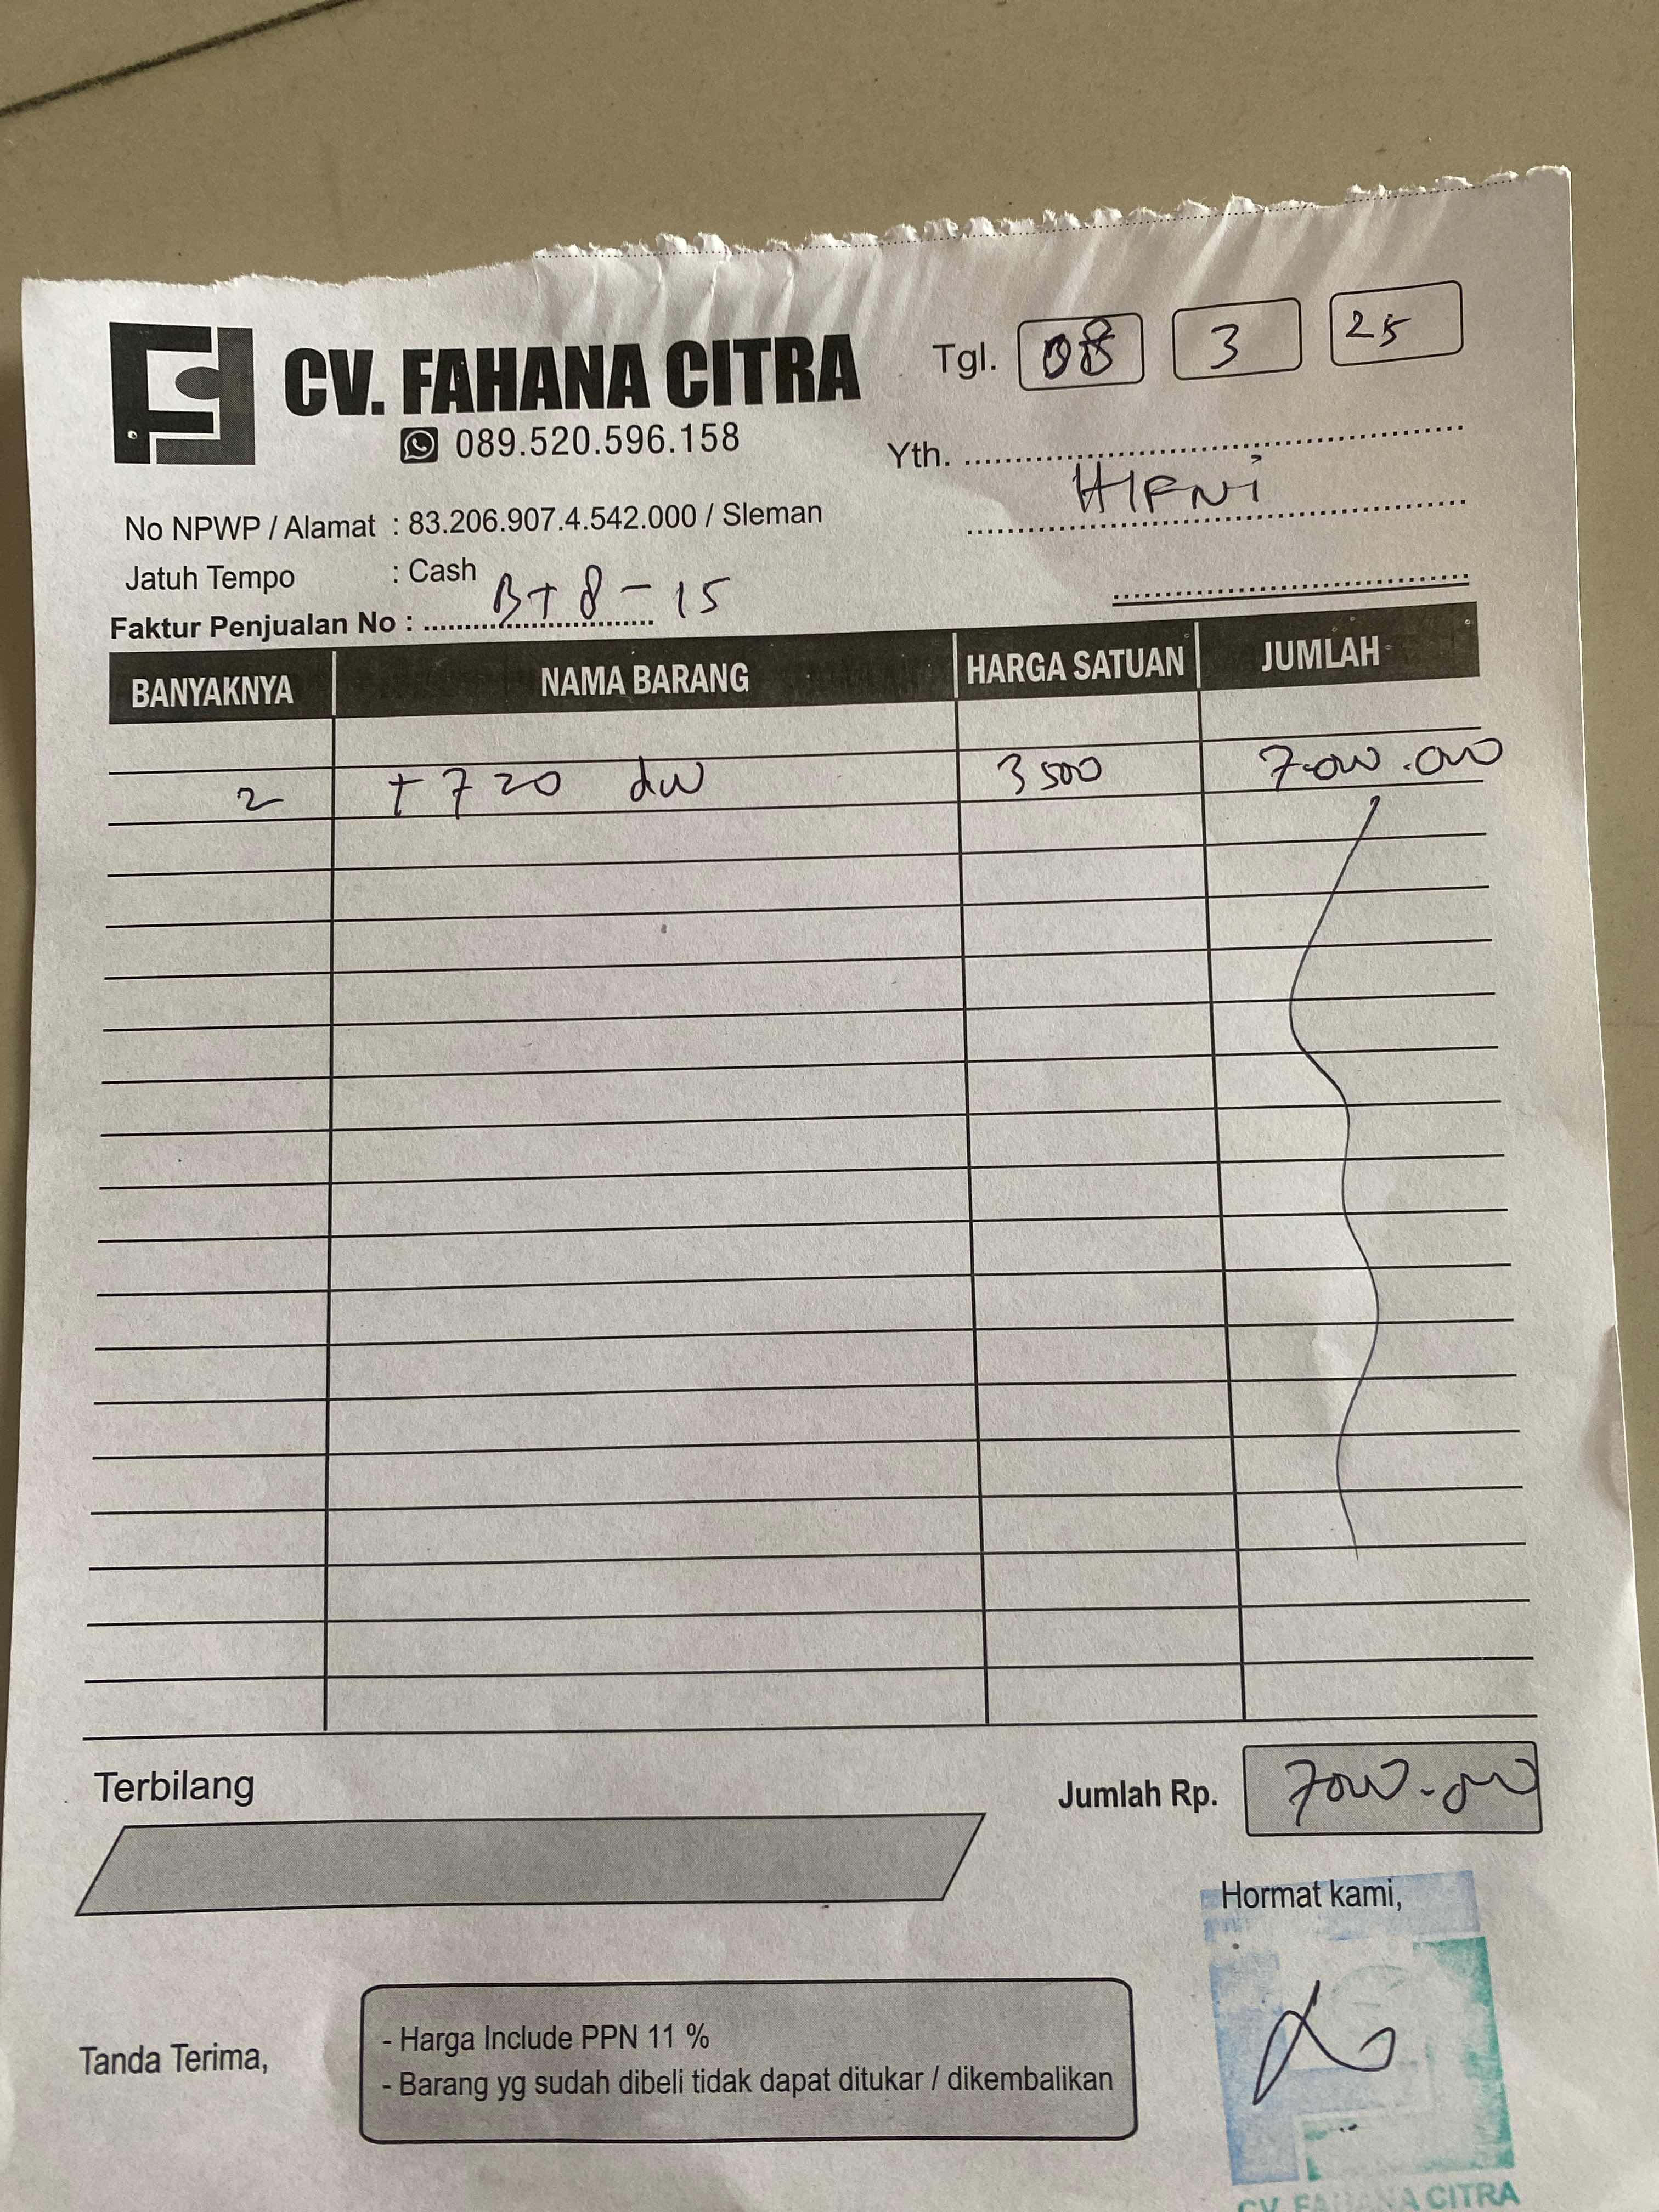 CV. FAHANA CITRA
089.520.596.158
Tgl. 08 3 25
Yth. HIFNi
No NPWP / Alamat : 83.206.907.4.542.000 / Sleman
Jatuh Tempo : Cash
Faktur Penjualan No : BT 8 - 15
BANYAKNYA NAMA BARANG HARGA SATUAN JUMLAH
2 T 720 dw 3500 7.000.000
Terbilang
Jumlah Rp. 7000.000
Hormat kami,
Tanda Terima,
- Harga Include PPN 11 %
- Barang yg sudah dibeli tidak dapat ditukar / dikembalikan
CV FAHANA CITRA